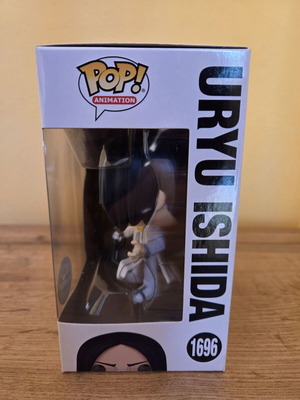 POP!
ANIMATION
URYU ISHIDA
1696